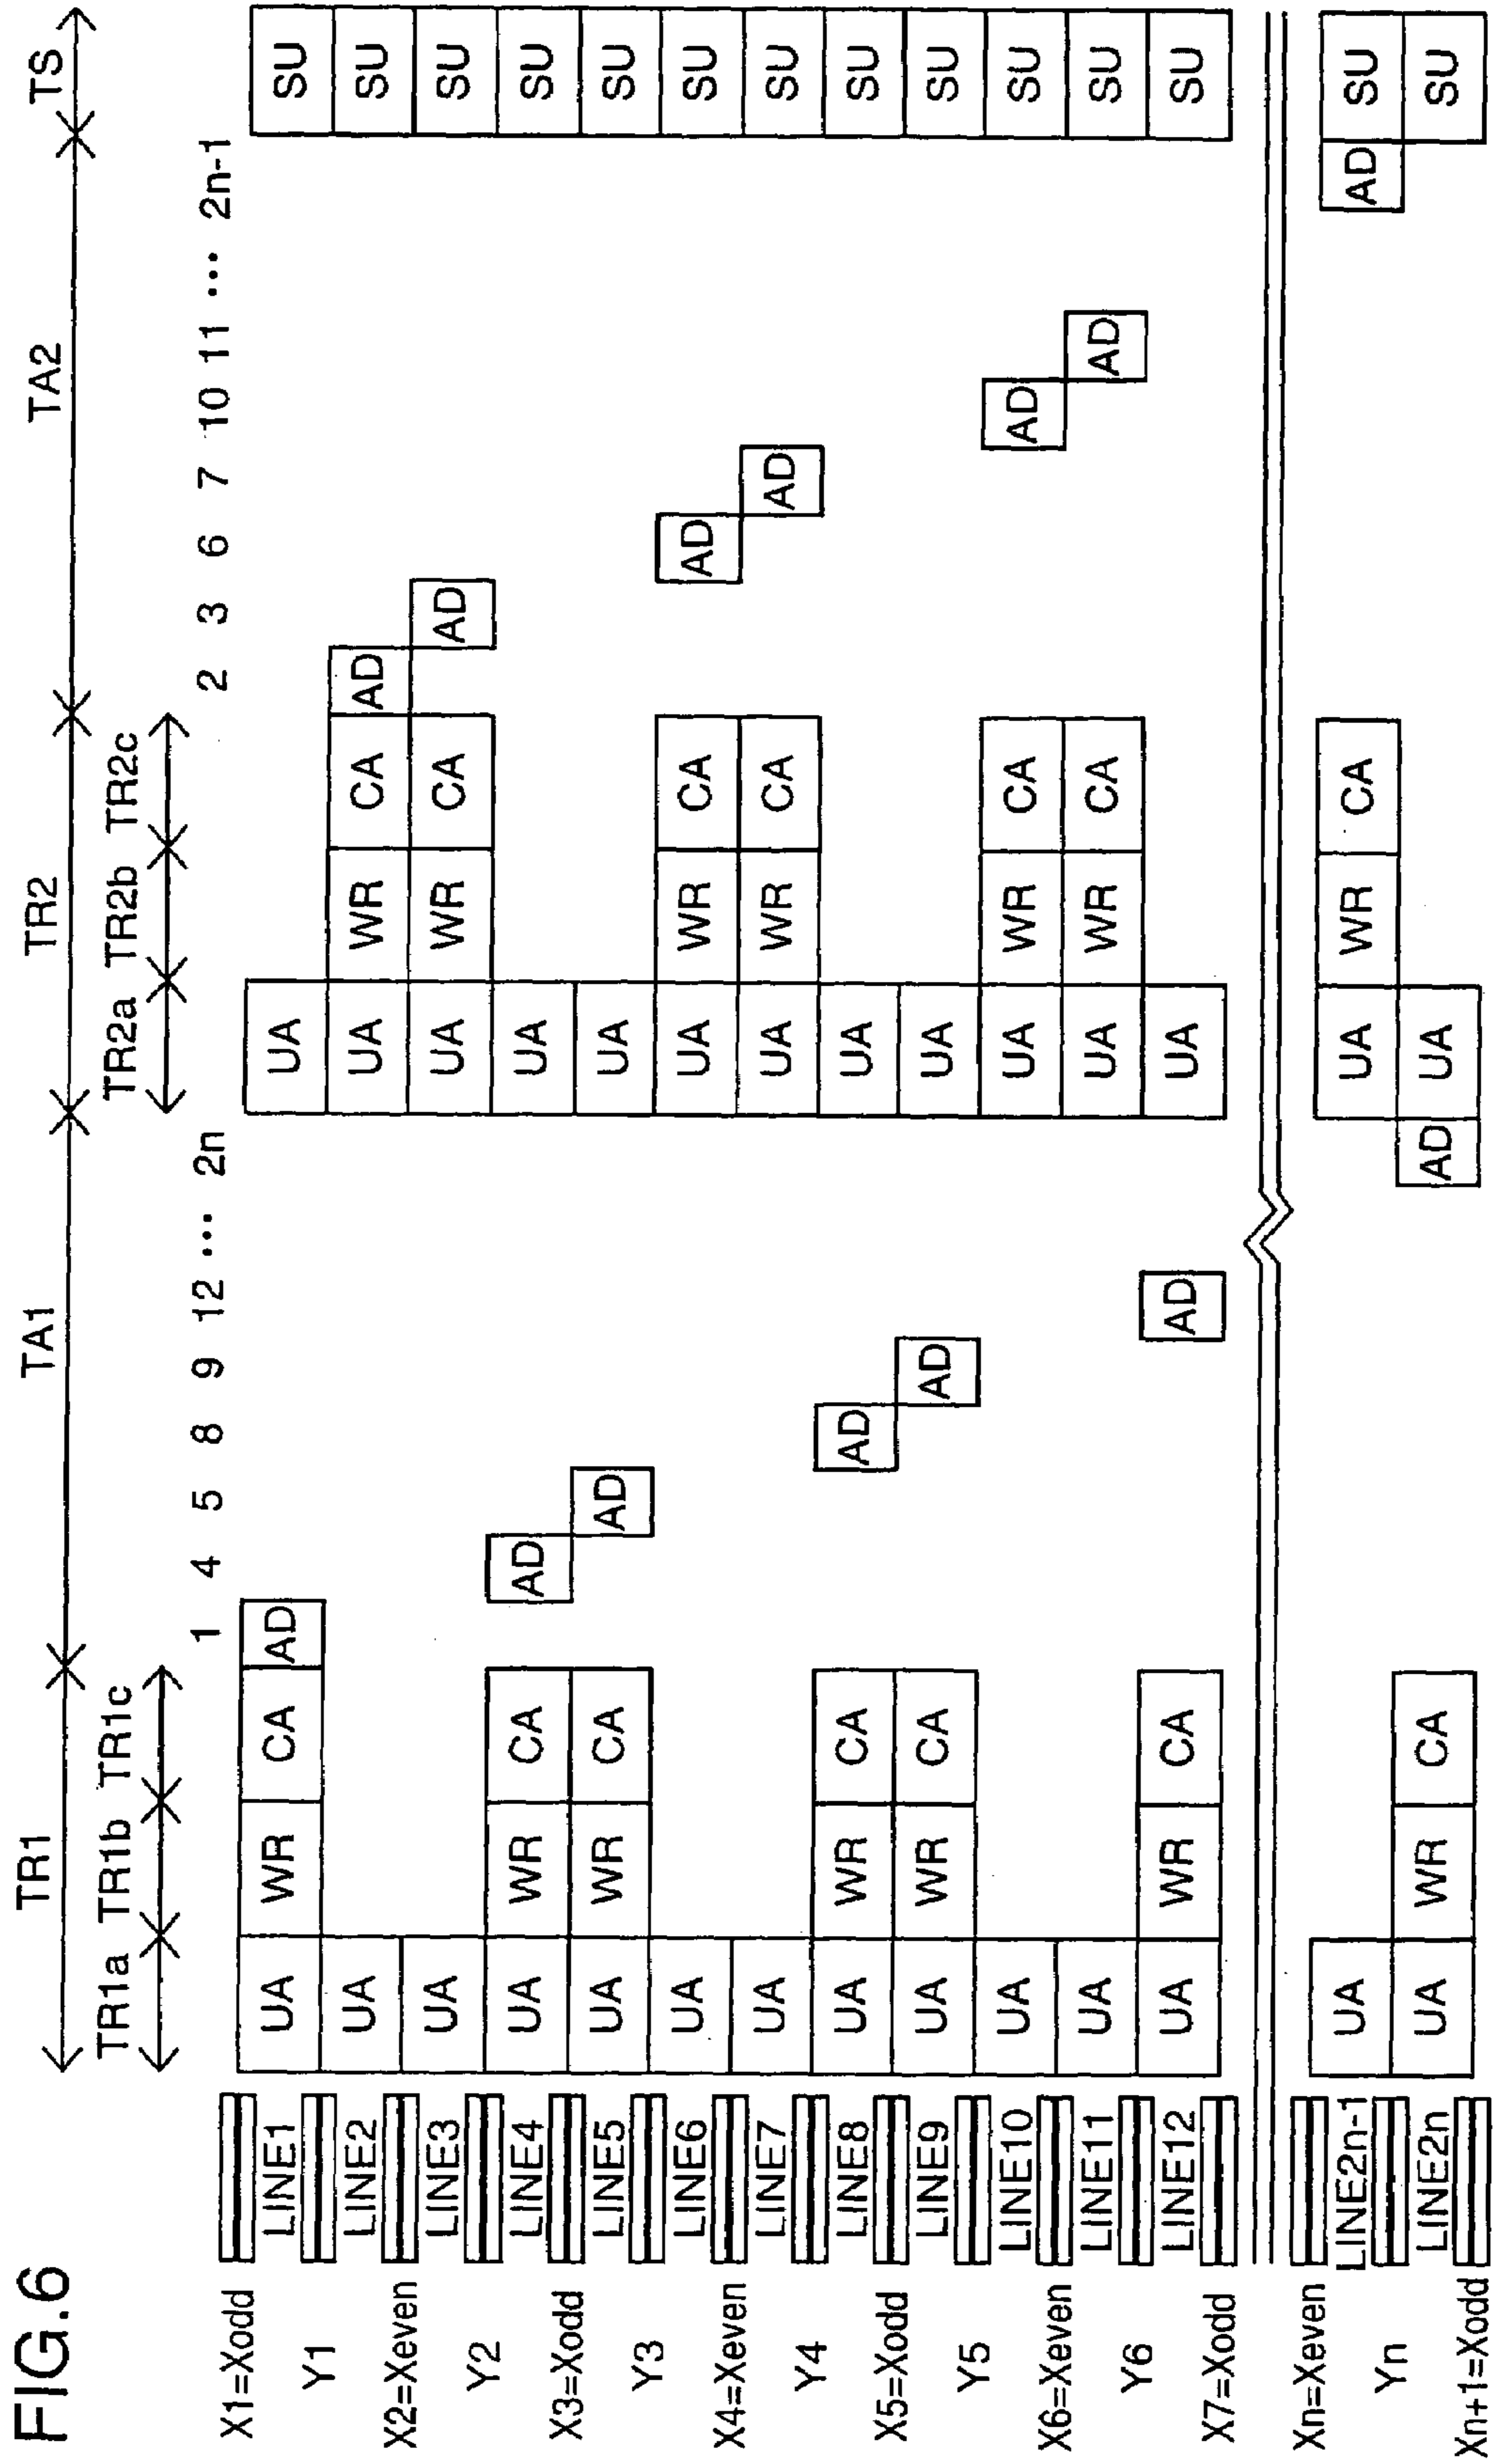 FIG.6
TR1 TA1 TR2 TA2 TS
TR1a TR1b TR1c TR2a TR2b TR2c
1 4 5 8 9 12 ... 2n 2 3 6 7 10 11 ... 2n-1
X1=Xodd
LINE1 UA WR CA AD UA SU
Y1
LINE2 UA UA WR CA AD SU
X2=Xeven
LINE3 UA UA WR CA AD SU
Y2
LINE4 UA WR CA AD UA SU
X3=Xodd
LINE5 UA WR CA AD UA SU
Y3
LINE6 UA UA WR CA AD SU
X4=Xeven
LINE7 UA UA WR CA AD SU
Y4
LINE8 UA WR CA AD UA SU
X5=Xodd
LINE9 UA WR CA AD UA SU
Y5
LINE10 UA UA WR CA AD SU
X6=Xeven
LINE11 UA UA WR CA AD SU
Y6
LINE12 UA WR CA AD UA SU
X7=Xodd
Xn=Xeven
LINE2n-1 UA UA WR CA AD SU
Yn
LINE2n UA WR CA AD UA SU
Xn+1=Xodd